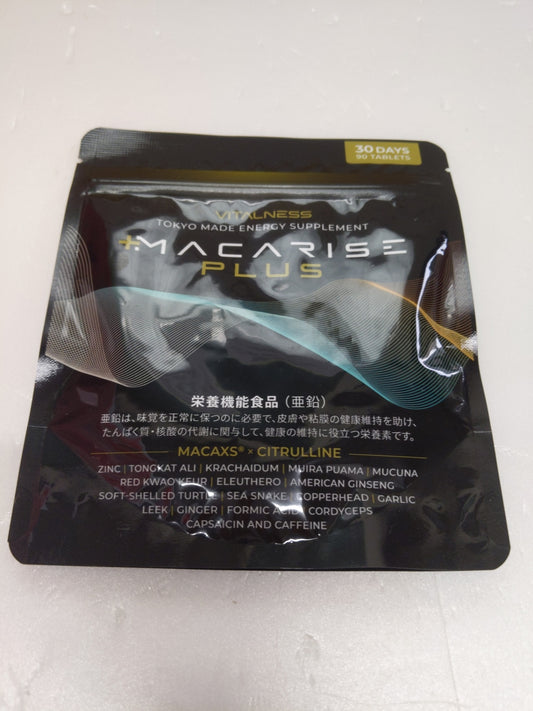 30 DAYS
90 TABLETS
VITALNESS
TOKYO MADE ENERGY SUPPLEMENT
MACARISE
PLUS
栄養機能食品（亜鉛）
亜鉛は、味覚を正常に保つのに必要で、皮膚や粘膜の健康維持を助け、
たんぱく質・核酸の代謝に関与して、健康の維持に役立つ栄養素です。
MACAXS® × CITRULLINE
ZINC | TONGKAT ALI | KRACHAIDUM | MUIRA PUAMA | MUCUNA
RED KWAO KEUR | ELEUTHERO | AMERICAN GINSENG
SOFT-SHELLED TURTLE | SEA SNAKE | COPPERHEAD | GARLIC
LEEK | GINGER | FORMIC ACID | CORDYCEPS
CAPSAICIN AND CAFFEINE